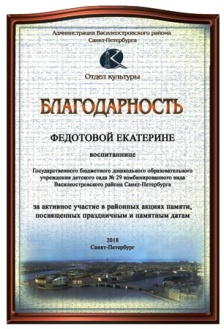 Администрация Василеостровского района
Санкт-Петербурга
Отдел культуры
БЛАГОДАРНОСТЬ
ФЕДОТОВОЙ ЕКАТЕРИНЕ
воспитаннице
Государственного бюджетного дошкольного образовательного
учреждения детского сада № 29 комбинированного вида
Василеостровского района Санкт-Петербурга
за активное участие в районных акциях памяти,
посвященных праздничным и памятным датам
2018
Санкт-Петербург